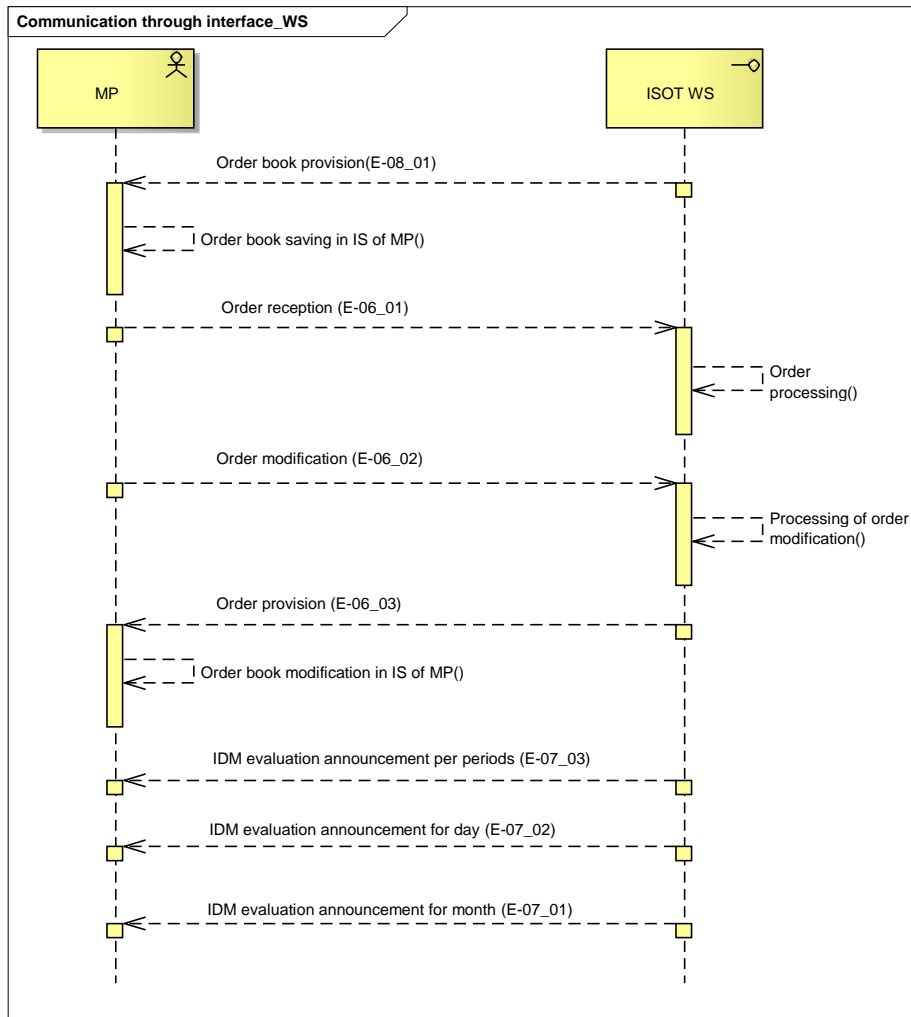 Communication through interface_WS
MP
ISOT WS
Order book provision(E-08_01)
Order book saving in IS of MP()
Order reception (E-06_01)
Order
processing()
Order modification (E-06_02)
Processing of order
modification()
Order provision (E-06_03)
Order book modification in IS of MP()
IDM evaluation announcement per periods (E-07_03)
IDM evaluation announcement for day (E-07_02)
IDM evaluation announcement for month (E-07_01)